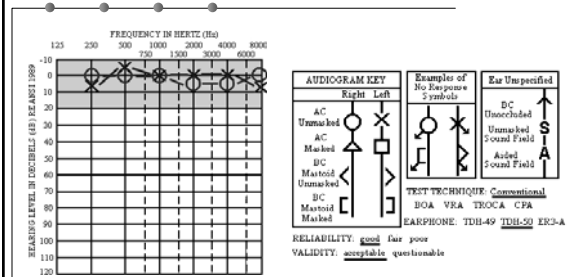 FREQUENCY IN HERTZ (Hz)
125 250 500 1000 2000 4000 8000
750 1500 3000 6000
HEARING LEVEL IN DECIBELS (dB) RE ANSI 1989
-10
0
10
20
30
40
50
60
70
80
90
100
110
120
AUDIOGRAM KEY
Right Left
AC
Unmasked
AC
Masked
BC
Mastoid
Unmasked
BC
Mastoid
Masked
Examples of
No Response
Symbols
Ear Unspecified
BC
Unoccluded
Unmasked
Sound Field
S
Aided
Sound Field
A
TEST TECHNIQUE: Conventional
BOA VRA TROCA CPA
EARPHONE: TDH-49 TDH-50 ER3-A
RELIABILITY: good fair poor
VALIDITY: acceptable questionable